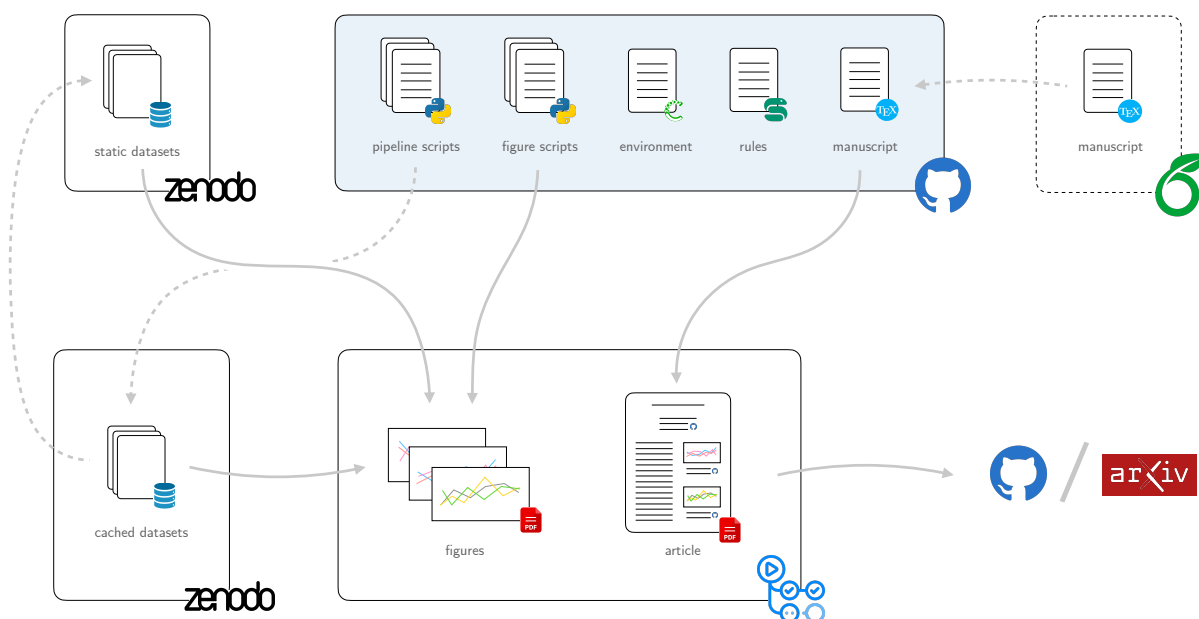 static datasets
zenodo
pipeline scripts
figure scripts
environment
rules
TEX
manuscript
TEX
manuscript
cached datasets
zenodo
PDF
figures
PDF
article
arXiv